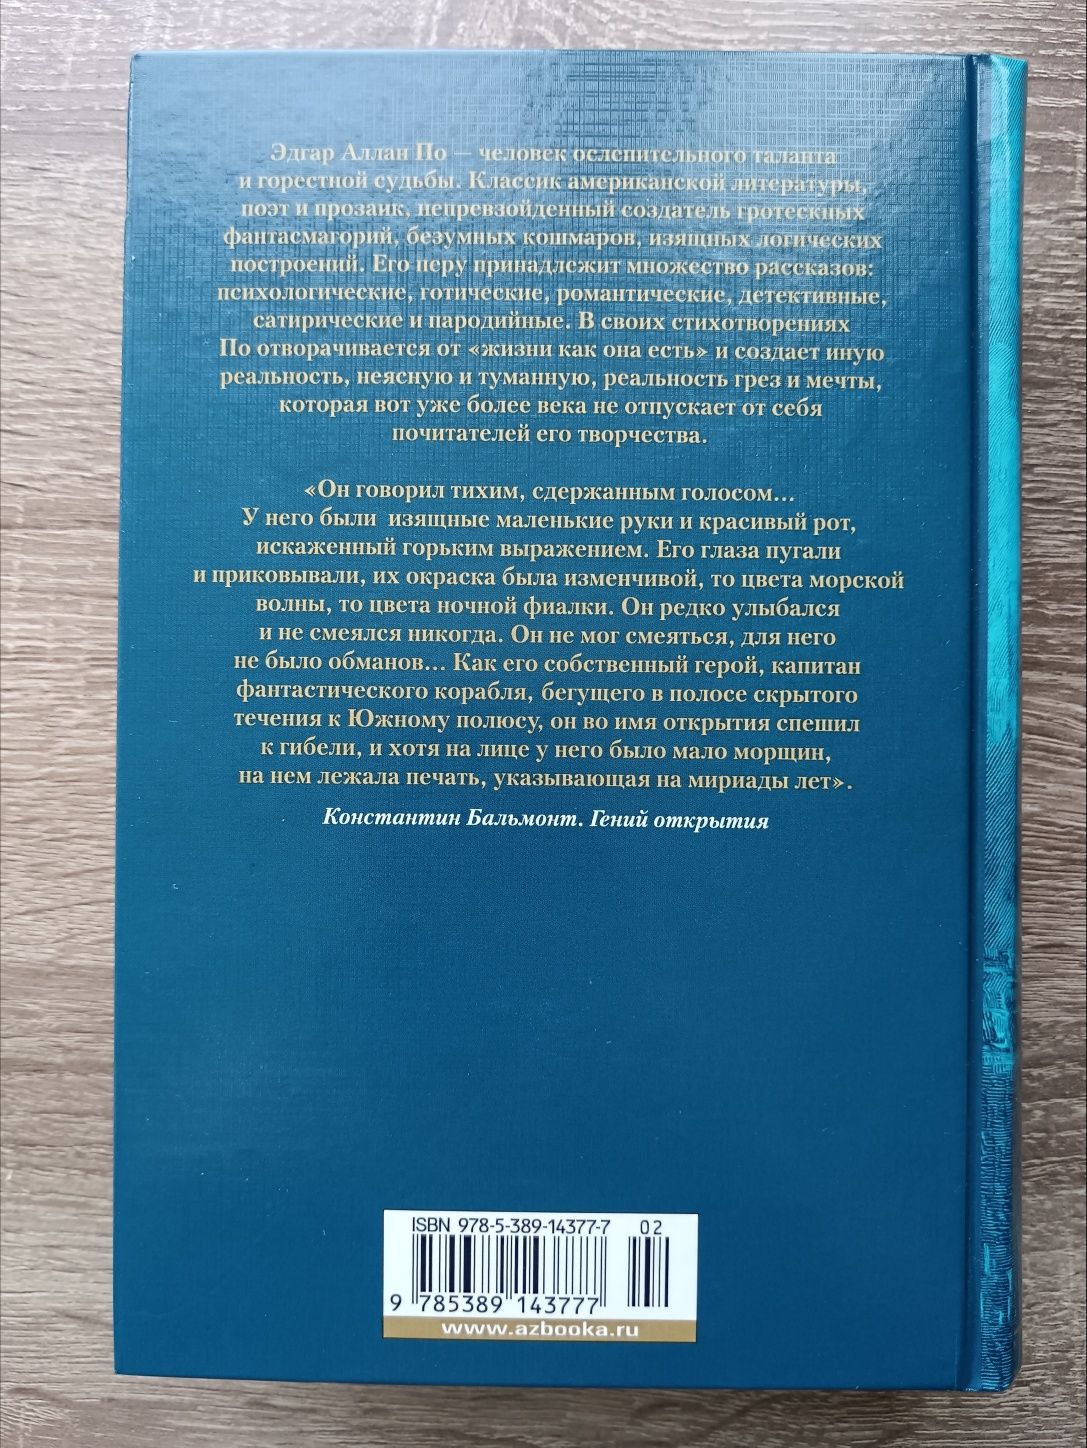 Эдгар Аллан По — человек ослепительного таланта
и горестной судьбы. Классик американской литературы,
поэт и прозаик, непревзойденный создатель гротескных
фантасмагорий, безумных кошмаров, изящных логических
построений. Его перу принадлежит множество рассказов:
психологические, готические, романтические, детективные,
сатирические и пародийные. В своих стихотворениях
По отворачивается от «жизни как она есть» и создает иную
реальность, неясную и туманную, реальность грез и мечты,
которая вот уже более века не отпускает от себя
почитателей его творчества.
«Он говорил тихим, сдержанным голосом...
У него были изящные маленькие руки и красивый рот,
искаженный горьким выражением. Его глаза пугали
и приковывали, их окраска была изменчивой, то цвета морской
волны, то цвета ночной фиалки. Он редко улыбался
и не смеялся никогда. Он не мог смеяться, для него
не было обманов... Как его собственный герой, капитан
фантастического корабля, бегущего в полосе скрытого
течения к Южному полюсу, он во имя открытия спешил
к гибели, и хотя на лице у него было мало морщин,
на нем лежала печать, указывающая на мириады лет».
Константин Бальмонт. Гений открытия
ISBN 978-5-389-14377-7 02
9 785389 143777
www.azbooka.ru